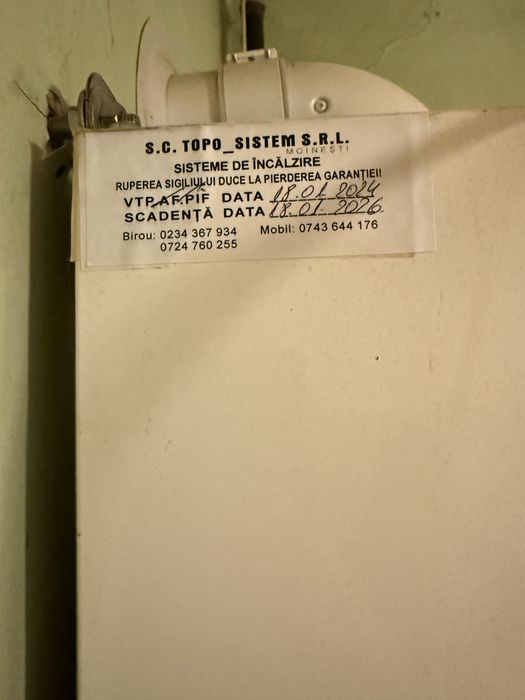 S.C. TOPO_SISTEM S.R.L.
MOINEȘTI
SISTEME DE ÎNCĂLZIRE
RUPEREA SIGILIULUI DUCE LA PIERDEREA GARANȚIEI!
VTP.AF.PIF DATA 18.01.2024
SCADENȚĂ DATA 18.01.2026
Birou: 0234 367 934 Mobil: 0743 644 176
0724 760 255